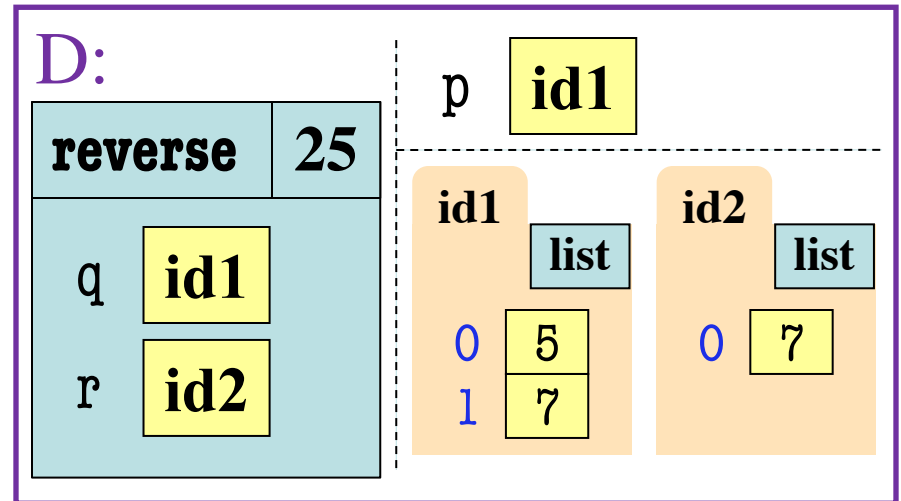 D:
reverse 25
q id1
r id2
p id1
id1
list
0 5
1 7
id2
list
0 7